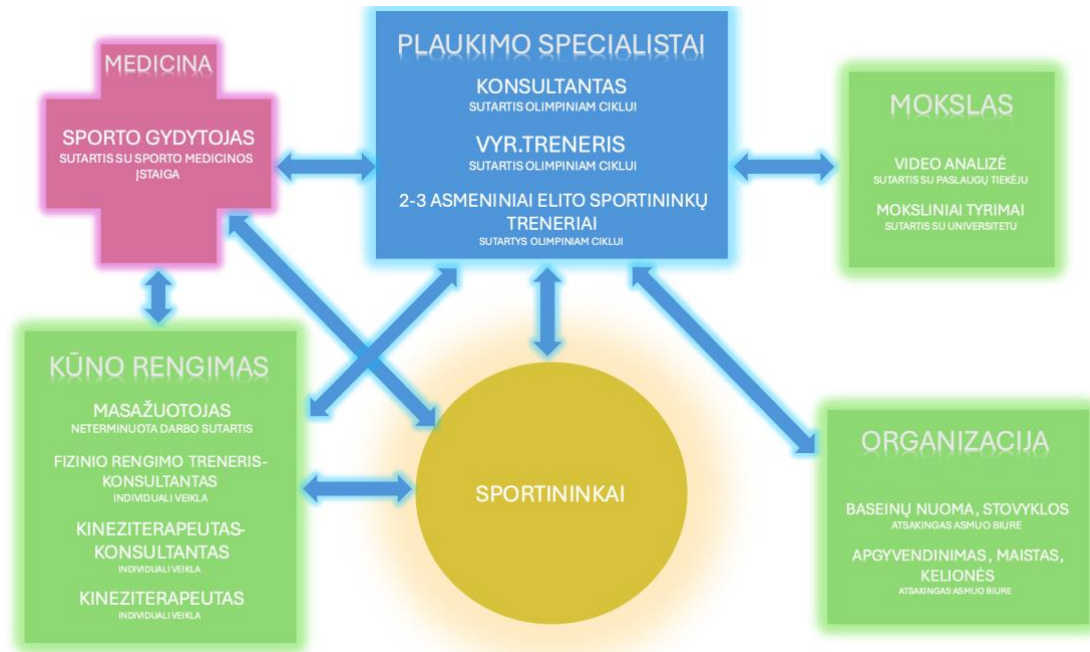 MEDICINA
SPORTO GYDYTOJAS
SUTARTIS SU SPORTO MEDICINOS
ĮSTAIGA
PLAUKIMO SPECIALISTAI
KONSULTANTAS
SUTARTIS OLIMPINIAM CIKLUI
VYR.TRENERIS
SUTARTIS OLIMPINIAM CIKLUI
2-3 ASMENINIAI ELITO SPORTININKŲ
TRENERIAI
SUTARTYS OLIMPINIAM CIKLUI
MOKSLAS
VIDEO ANALIZĖ
SUTARTIS SU PASLAUGŲ TIEKĖJU
MOKSLINIAI TYRIMAI
SUTARTIS SU UNIVERSITETU
KŪNO RENGIMAS
MASAŽUOTOJAS
NETERMINUOTA DARBO SUTARTIS
FIZINIO RENGIMO TRENERIS-
KONSULTANTAS
INDIVIDUALI VEIKLA
KINEZITERAPEUTAS-
KONSULTANTAS
INDIVIDUALI VEIKLA
KINEZITERAPEUTAS
INDIVIDUALI VEIKLA
SPORTININKAI
ORGANIZACIJA
BASEINŲ NUOMA, STOVYKLOS
ATSAKINGAS ASMUO BIURE
APGYVENDINIMAS, MAISTAS,
KELIONĖS
ATSAKINGAS ASMUO BIURE